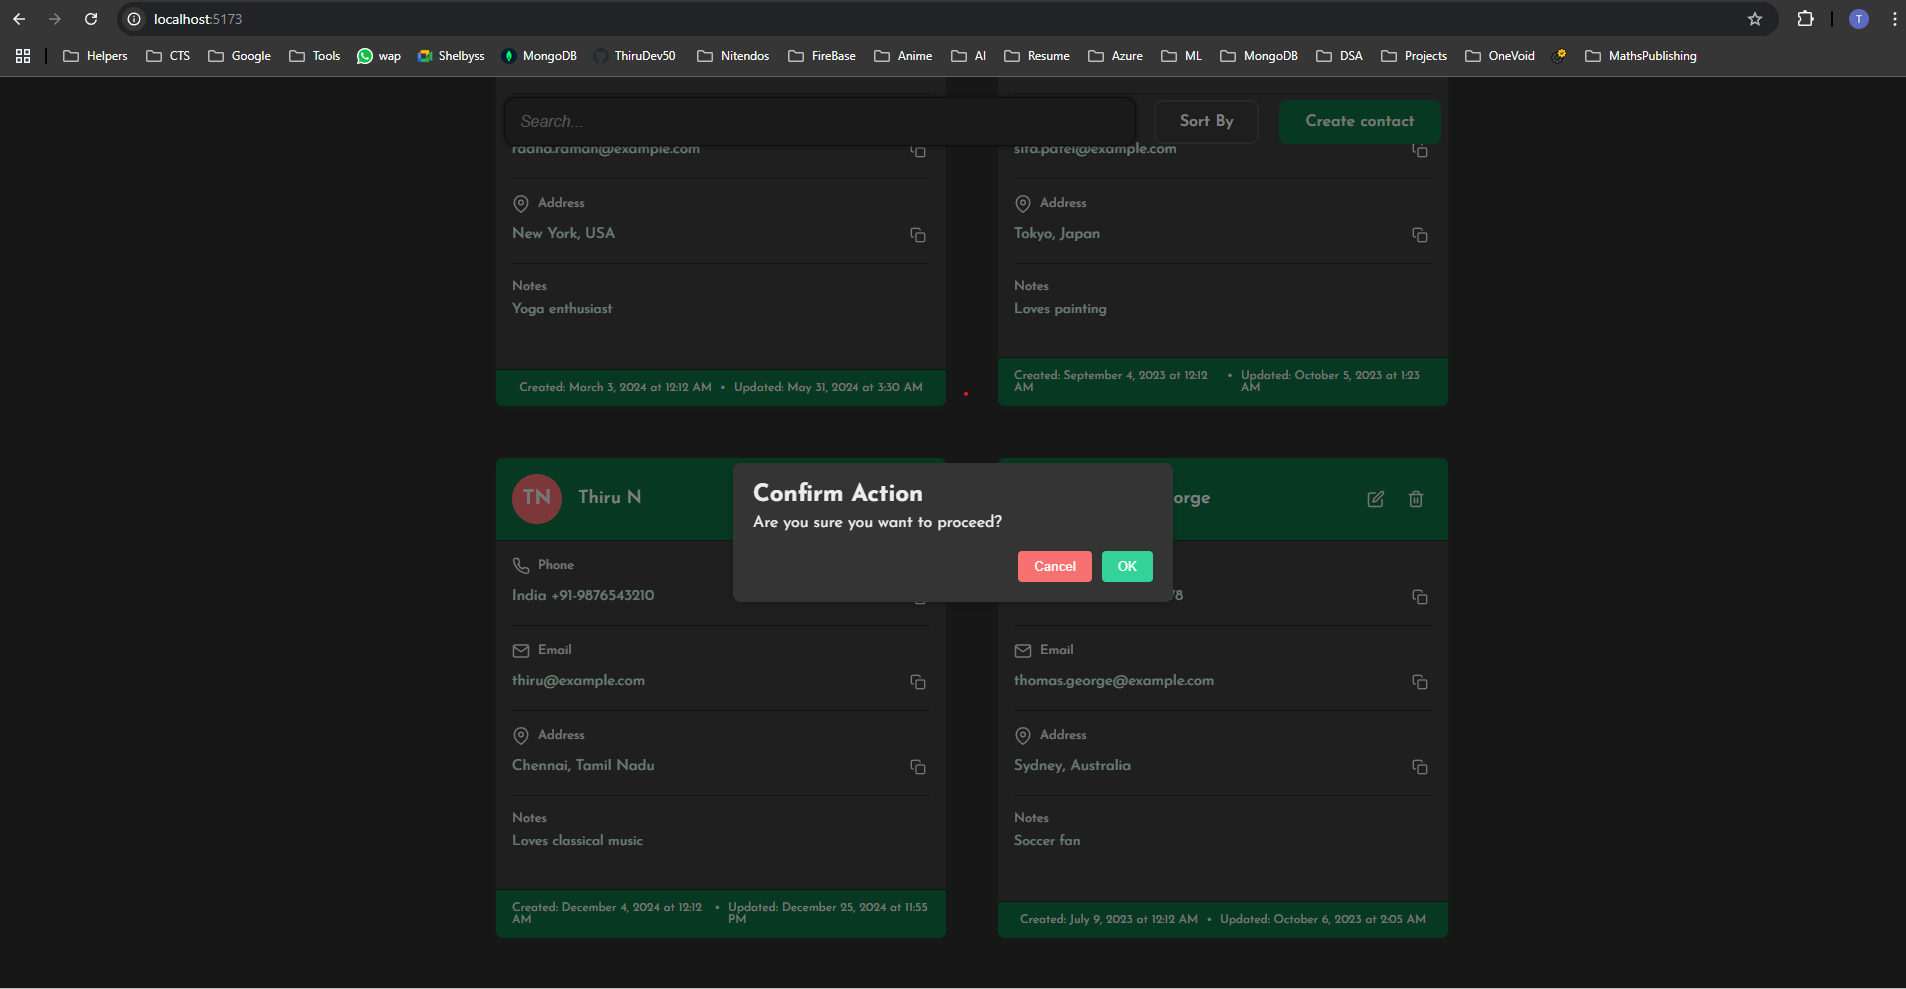 localhost:5173
T
Helpers CTS Google Tools wap Shelbyss MongoDB ThiruDev50 Nitendos FireBase Anime AI Resume Azure ML MongoDB DSA Projects OneVoid MathsPublishing
Search...
Sort By
Create contact
radha.raman@example.com
Address
New York, USA
Notes
Yoga enthusiast
Created: March 3, 2024 at 12:12 AM • Updated: May 31, 2024 at 3:30 AM
sita.patel@example.com
Address
Tokyo, Japan
Notes
Loves painting
Created: September 4, 2023 at 12:12 • Updated: October 5, 2023 at 1:23
AM AM
Confirm Action
Are you sure you want to proceed?
Cancel OK
TN Thiru N
Phone
India +91-9876543210
Email
thiru@example.com
Address
Chennai, Tamil Nadu
Notes
Loves classical music
Created: December 4, 2024 at 12:12 • Updated: December 25, 2024 at 11:55
AM PM
orge
78
Email
thomas.george@example.com
Address
Sydney, Australia
Notes
Soccer fan
Created: July 9, 2023 at 12:12 AM • Updated: October 6, 2023 at 2:05 AM